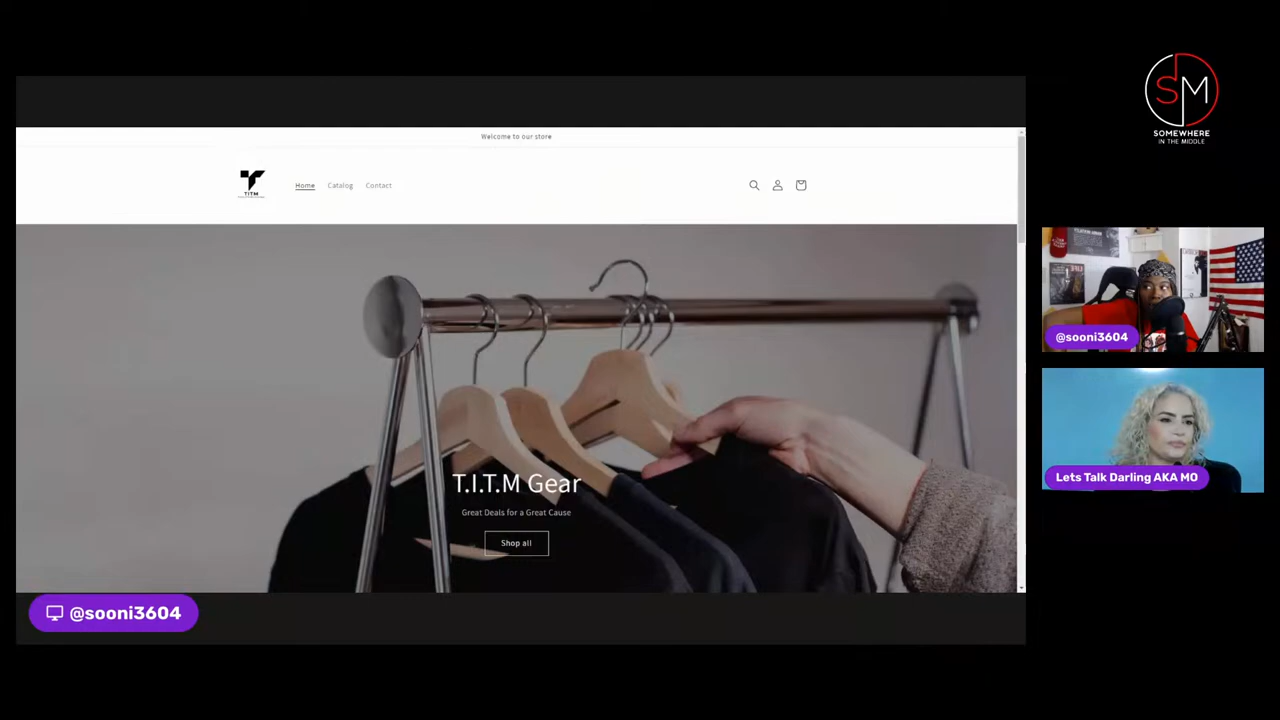 Welcome to our store
TITM
Home
Catalog
Contact
T.I.T.M Gear
Great Deals for a Great Cause
Shop all
@sooni3604
SM
SOMEWHERE
IN THE MIDDLE
@sooni3604
Lets Talk Darling AKA MO